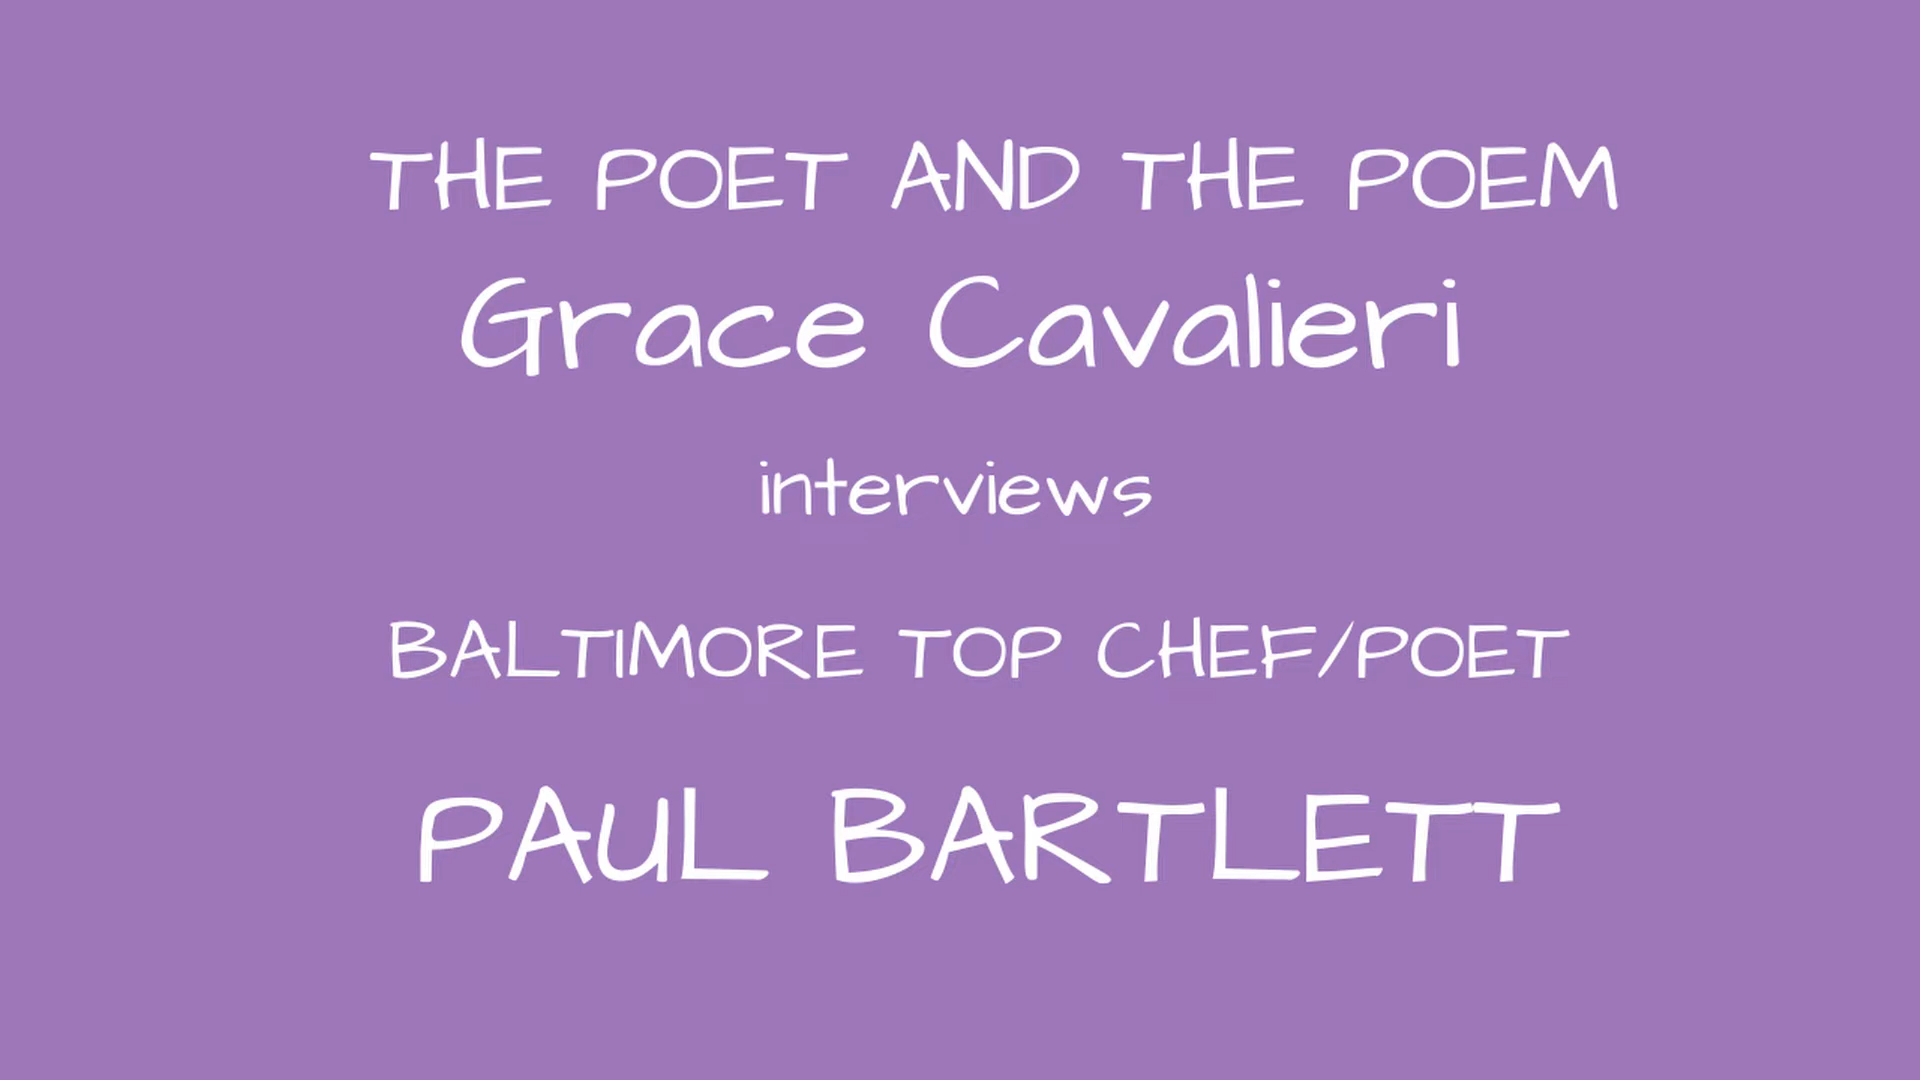 THE POET AND THE POEM
Grace Cavalieri
interviews
BALTIMORE TOP CHEF/POET
PAUL BARTLETT